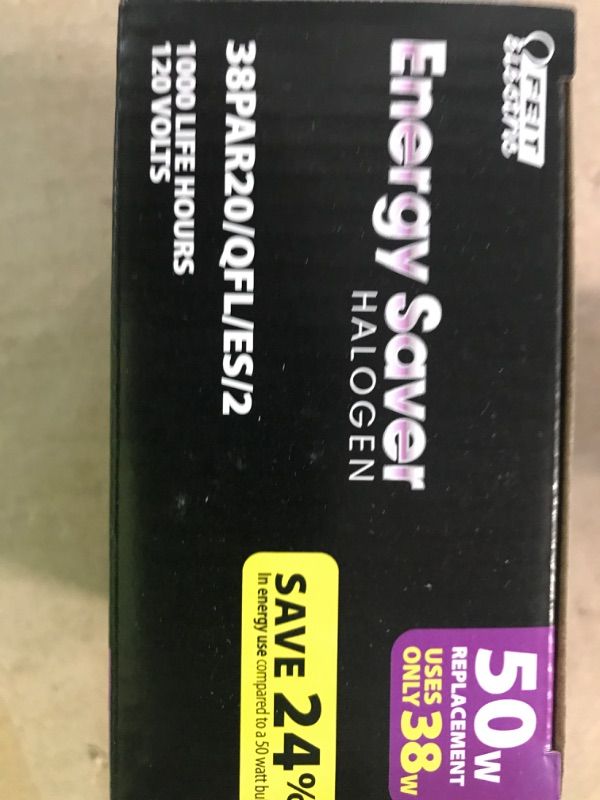 FEIT
ELECTRIC
Energy Saver
HALOGEN
38PAR20/QFL/ES/2
1000 LIFE HOURS
120 VOLTS
50W
REPLACEMENT
USES
ONLY 38W
SAVE 24%
In energy use compared to a 50 watt bu